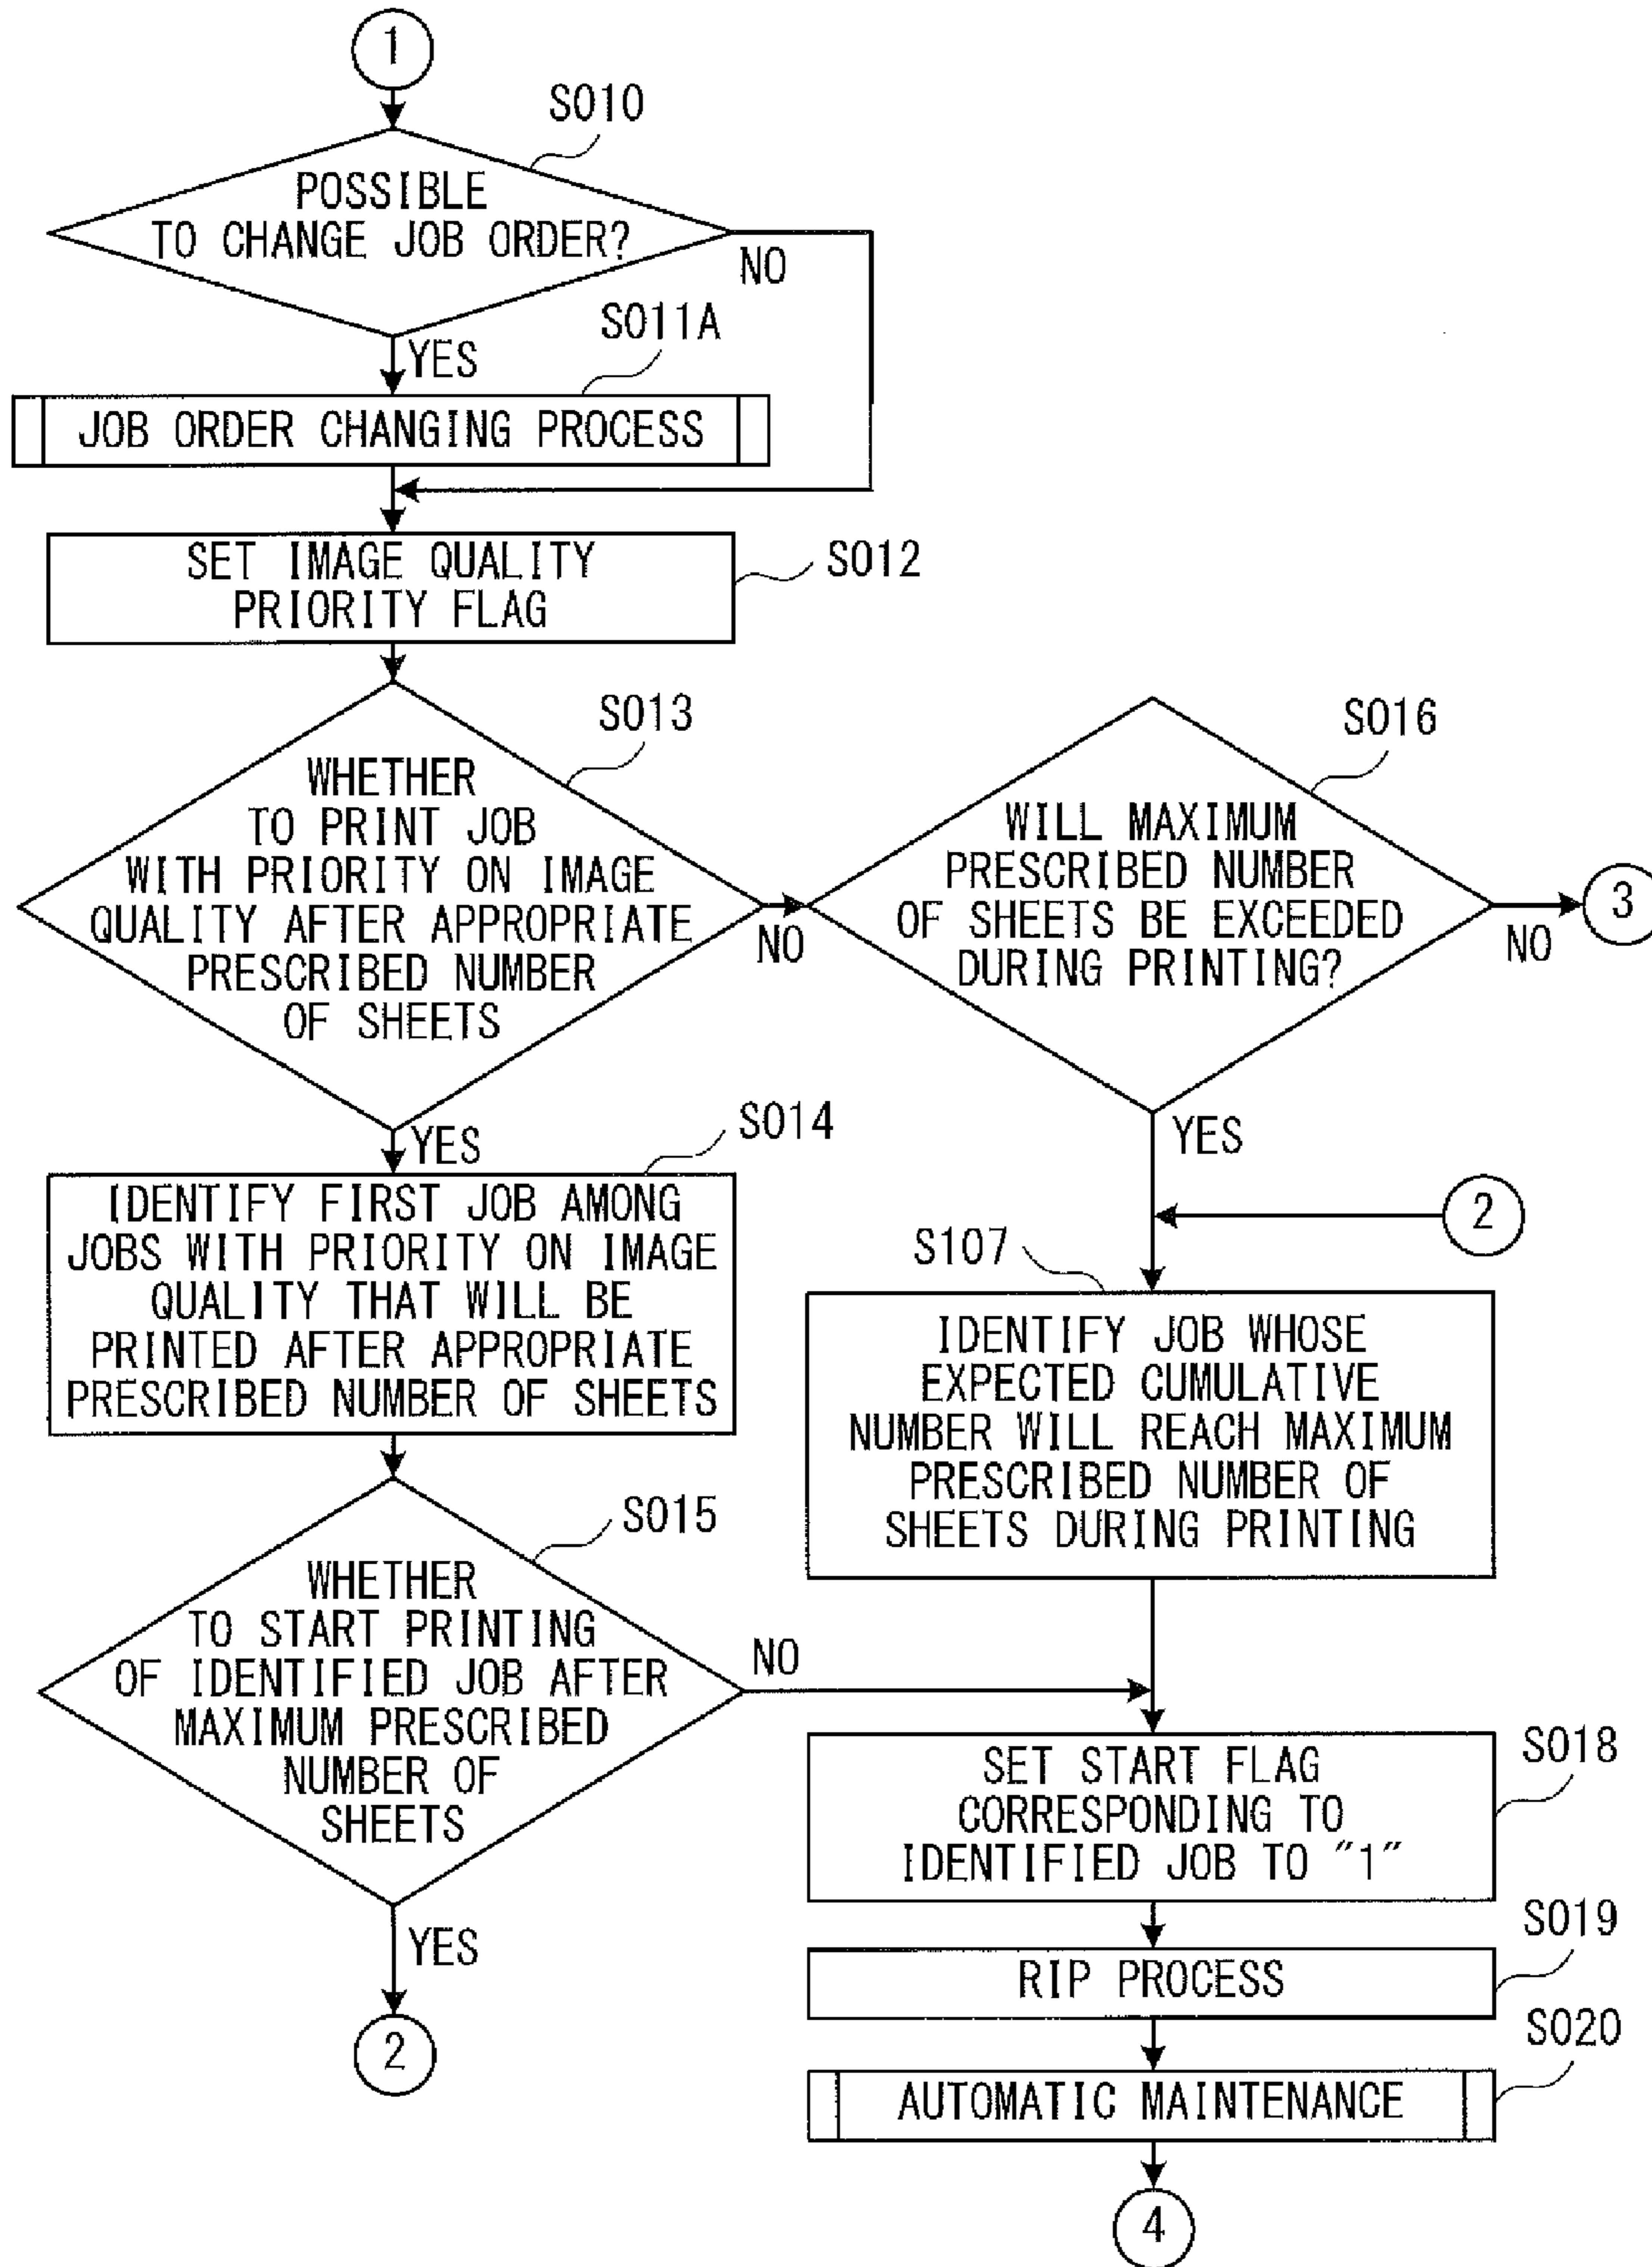 1
S010
POSSIBLE
TO CHANGE JOB ORDER?
NO
YES
S011A
JOB ORDER CHANGING PROCESS
SET IMAGE QUALITY
PRIORITY FLAG
S012
S013
WHETHER
TO PRINT JOB
WITH PRIORITY ON IMAGE
QUALITY AFTER APPROPRIATE
PRESCRIBED NUMBER
OF SHEETS
NO
YES
S016
WILL MAXIMUM
PRESCRIBED NUMBER
OF SHEETS BE EXCEEDED
DURING PRINTING?
NO
3
YES
S014
IDENTIFY FIRST JOB AMONG
JOBS WITH PRIORITY ON IMAGE
QUALITY THAT WILL BE
PRINTED AFTER APPROPRIATE
PRESCRIBED NUMBER OF SHEETS
2
S107
IDENTIFY JOB WHOSE
EXPECTED CUMULATIVE
NUMBER WILL REACH MAXIMUM
PRESCRIBED NUMBER OF
SHEETS DURING PRINTING
S015
WHETHER
TO START PRINTING
OF IDENTIFIED JOB AFTER
MAXIMUM PRESCRIBED
NUMBER OF
SHEETS
NO
YES
2
SET START FLAG
CORRESPONDING TO
IDENTIFIED JOB TO "1"
S018
RIP PROCESS
S019
AUTOMATIC MAINTENANCE
S020
4